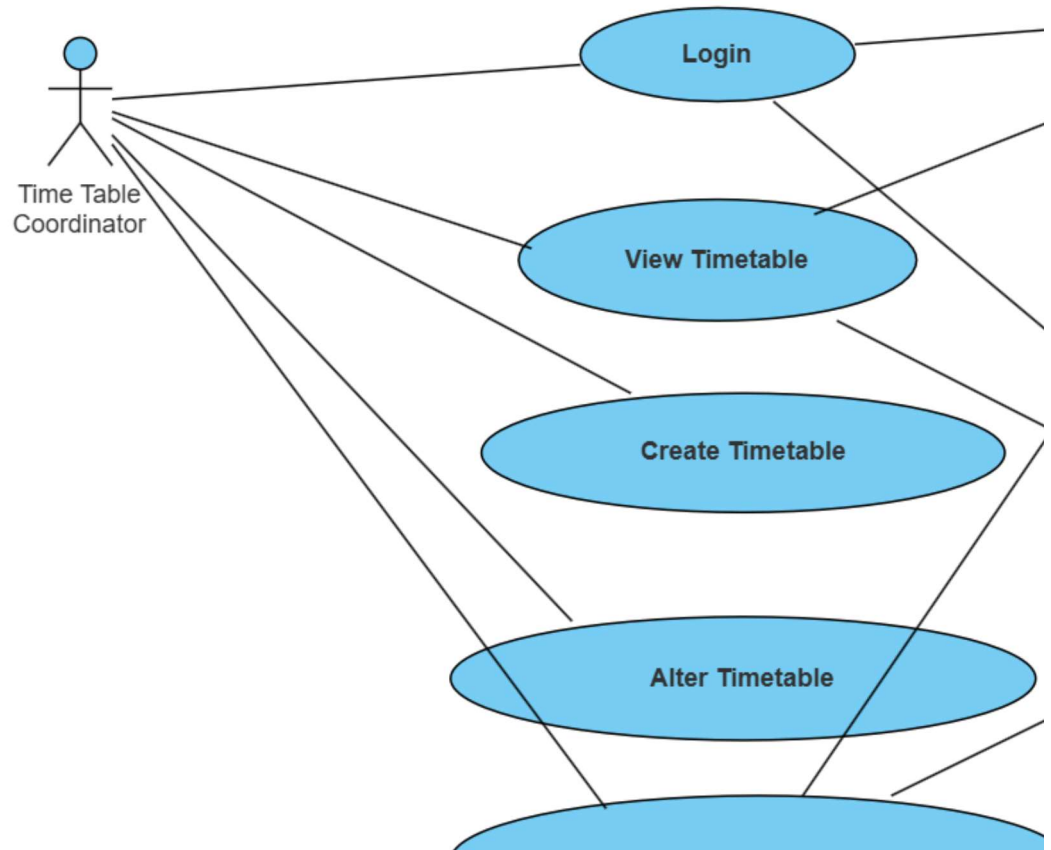 Login
Time Table
Coordinator
View Timetable
Create Timetable
Alter Timetable